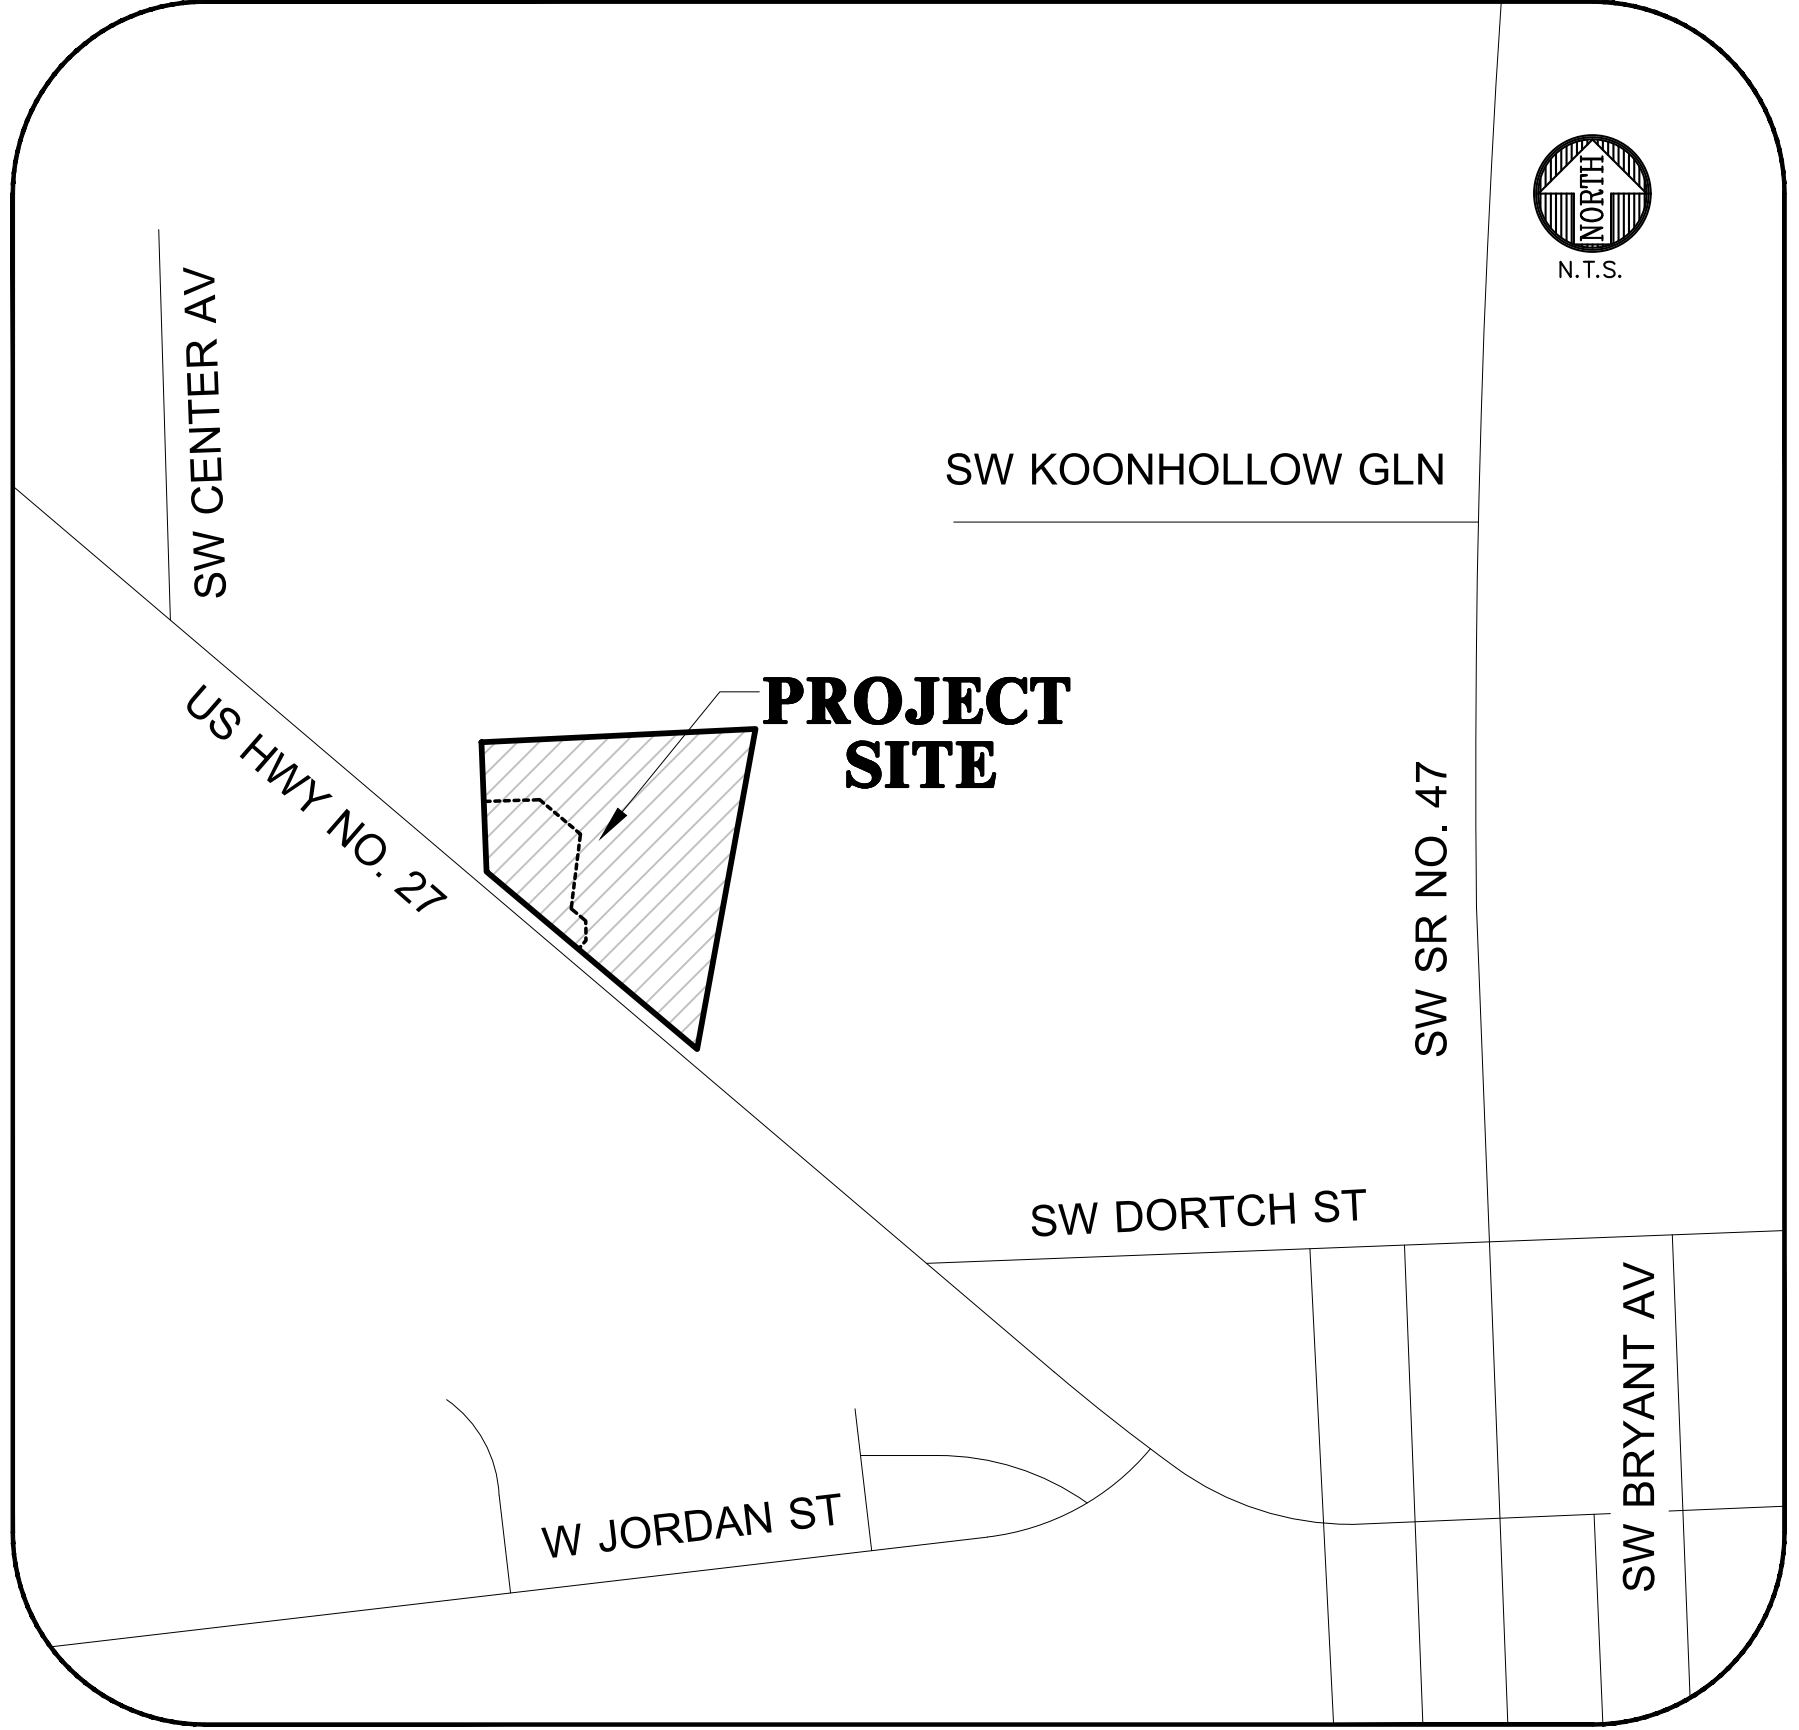 NORTH
N.T.S.
SW CENTER AV
SW KOONHOLLOW GLN
US HWY NO. 27
PROJECT
SITE
SW SR NO. 47
SW DORTCH ST
SW BRYANT AV
W JORDAN ST